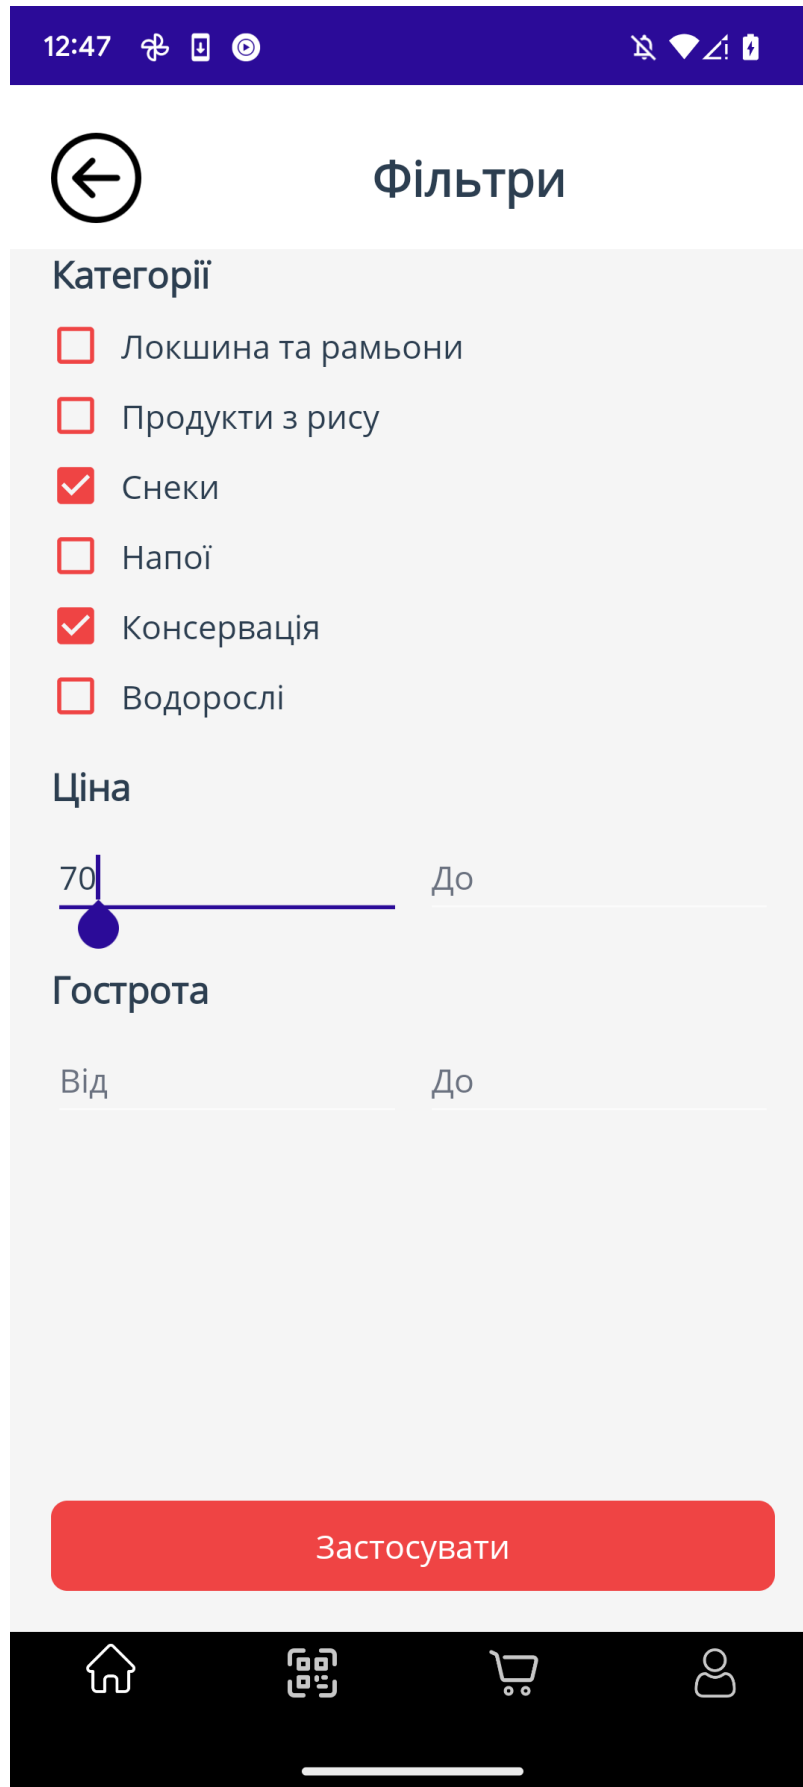 12:47
Фільтри
Категорії
Локшина та рамьони
Продукти з рису
Снеки
Напої
Консервація
Водорослі
Ціна
70 До
Гострота
Від До
Застосувати